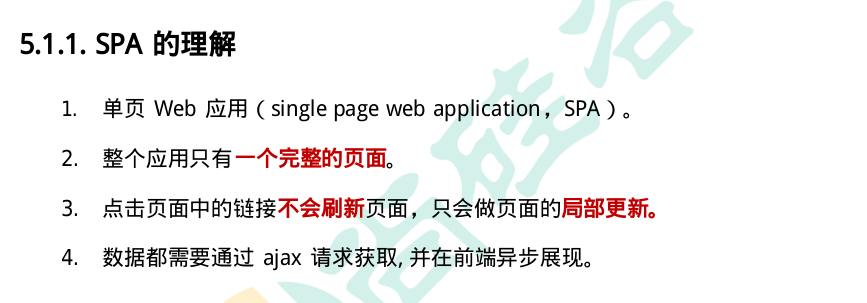 5.1.1. SPA 的理解
1. 单页 Web 应用（single page web application，SPA）。
2. 整个应用只有一个完整的页面。
3. 点击页面中的链接不会刷新页面，只会做页面的局部更新。
4. 数据都需要通过 ajax 请求获取, 并在前端异步展现。
尚硅谷